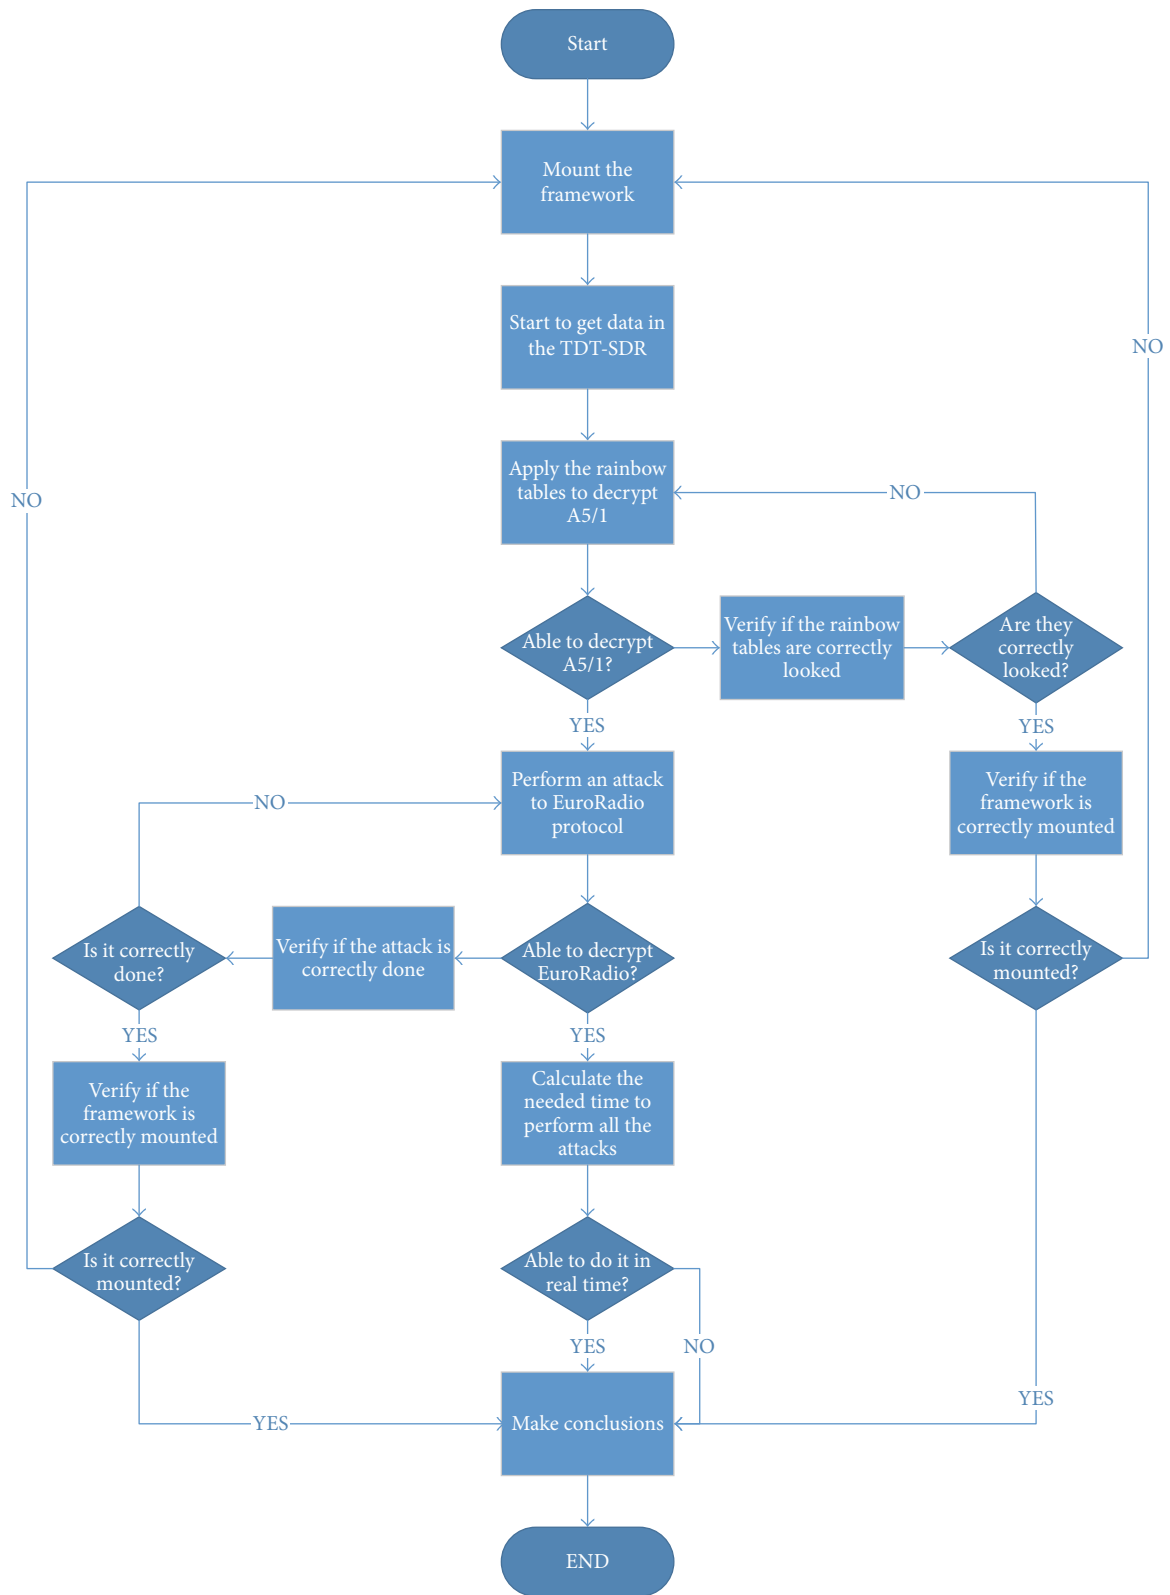 Start
Mount the
framework
Start to get data in
the TDT-SDR
NO
Apply the rainbow
tables to decrypt
A5/1
NO
NO
Able to decrypt
A5/1?
Verify if the rainbow
tables are correctly
looked
Are they
correctly
looked?
YES
YES
Perform an attack
to EuroRadio
protocol
NO
Verify if the
framework is
correctly mounted
Is it correctly
done?
Verify if the attack is
correctly done
Able to decrypt
EuroRadio?
Is it correctly
mounted?
YES
YES
Verify if the
framework is
correctly mounted
Calculate the
needed time to
perform all the
attacks
Is it correctly
mounted?
Able to do it in
real time?
YES
NO
YES
YES
Make conclusions
END